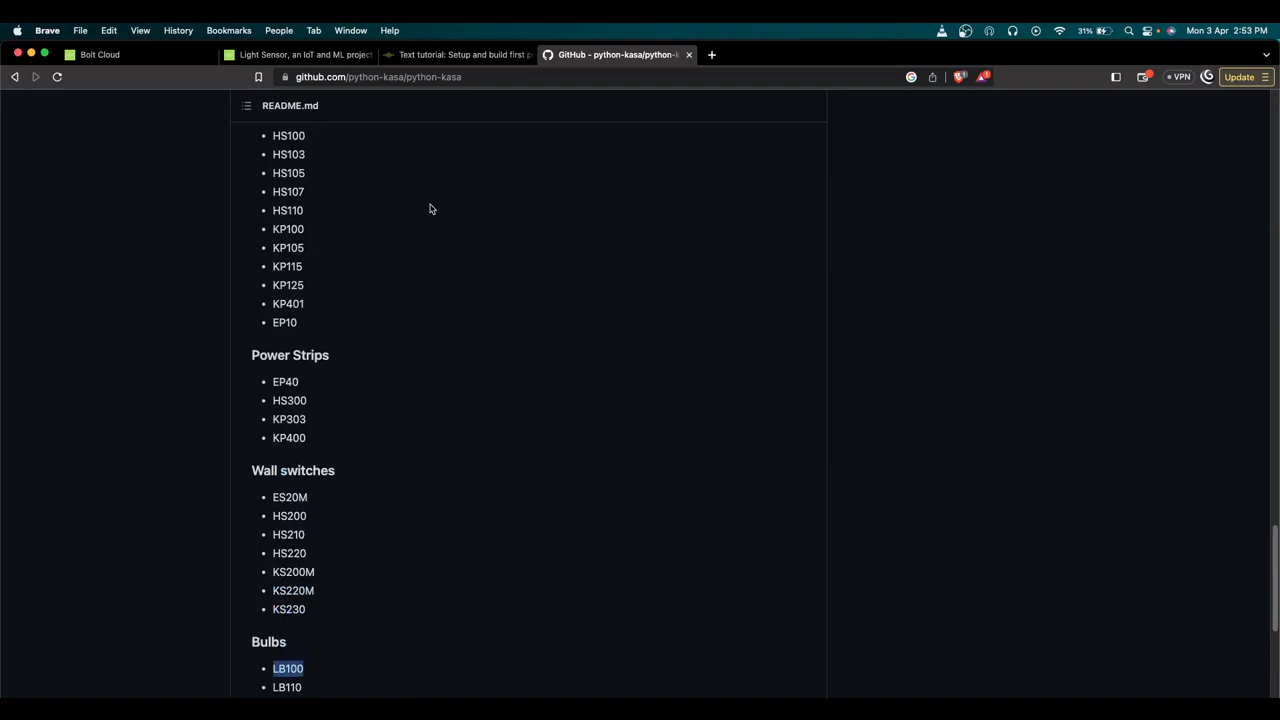 Brave File Edit View History Bookmarks People Tab Window Help 31% Mon 3 Apr 2:53 PM
Bolt Cloud Light Sensor, an IoT and ML project Text tutorial: Setup and build first p GitHub - python-kasa/python-k
github.com/python-kasa/python-kasa 1 1 VPN Update
README.md
HS100
HS103
HS105
HS107
HS110
KP100
KP105
KP115
KP125
KP401
EP10
Power Strips
EP40
HS300
KP303
KP400
Wall switches
ES20M
HS200
HS210
HS220
KS200M
KS220M
KS230
Bulbs
LB100
LB110